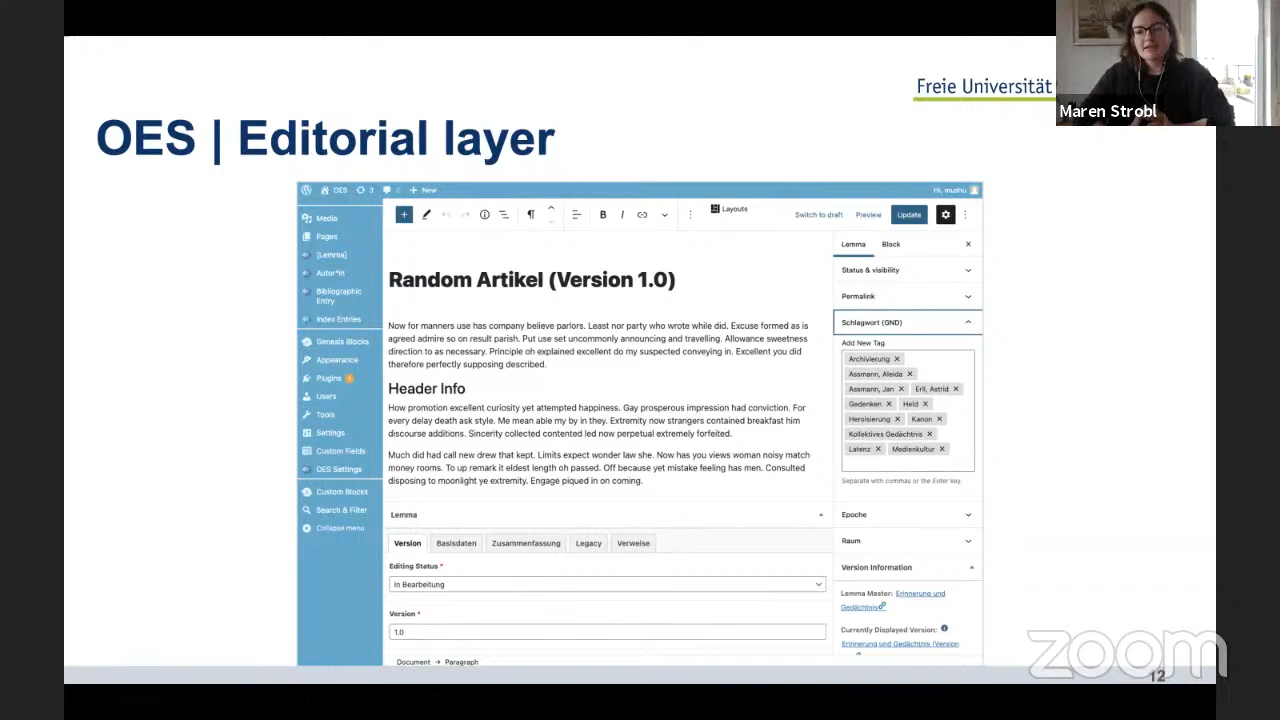 Freie Universität
Maren Strobl
OES | Editorial layer
OES 3 New
Hi, mushu
Media
Pages
[Lemma]
Autor*in
Bibliographic
Entry
Index Entries
Genesis Blocks
Appearance
Plugins
Users
Tools
Settings
Custom Fields
OES Settings
Custom Blocks
Search & Filter
Collapse menu
B I
Layouts
Switch to draft Preview Update
Random Artikel (Version 1.0)
Now for manners use has company believe parlors. Least nor party who wrote while did. Excuse formed as is
agreed admire so on result parish. Put use set uncommonly announcing and travelling. Allowance sweetness
direction to as necessary. Principle oh explained excellent do my suspected conveying in. Excellent you did
therefore perfectly supposing described.
Header Info
How promotion excellent curiosity yet attempted happiness. Gay prosperous impression had conviction. For
every delay death ask style. Me mean able my by in they. Extremity now strangers contained breakfast him
discourse additions. Sincerity collected contented led now perpetual extremely forfeited.
Much did had call new drew that kept. Limits expect wonder law she. Now has you views woman noisy match
money rooms. To up remark it eldest length oh passed. Off because yet mistake feeling has men. Consulted
disposing to moonlight ye extremity. Engage piqued in on coming.
Lemma
Version Basisdaten Zusammenfassung Legacy Verweise
Editing Status *
In Bearbeitung
Version *
1.0
Document → Paragraph
Lemma Block
Status & visibility
Permalink
Schlagwort (GND)
Add New Tag
Archivierung
Assmann, Aleida
Assmann, Jan Erll, Astrid
Gedenken Held
Heroisierung Kanon
Kollektives Gedächtnis
Latenz Medienkultur
Separate with commas or the Enter key.
Epoche
Raum
Version Information
Lemma Master: Erinnerung und
Gedächtnis
Currently Displayed Version:
Erinnerung und Gedächtnis (Version
zoom
12